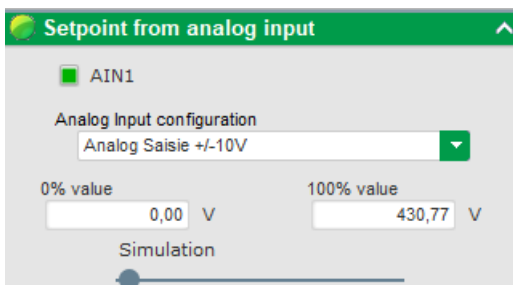 Setpoint from analog input
AIN1
Analog Input configuration
Analog Saisie +/-10V
0% value 100% value
0,00 V 430,77 V
Simulation